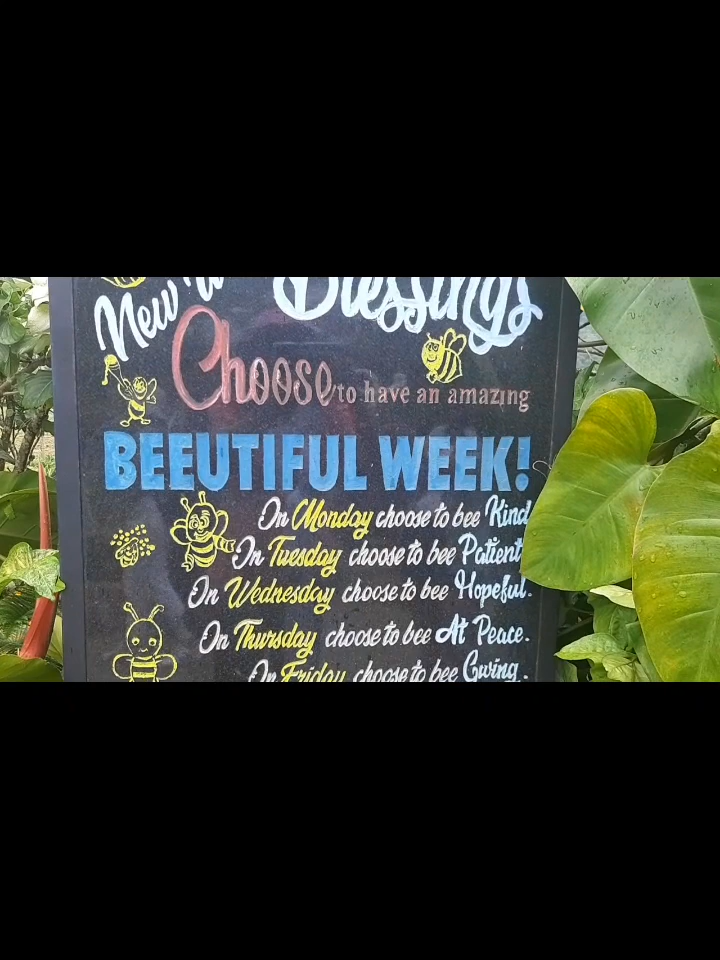 New Blessings
Choose to have an amazing
BEEUTIFUL WEEK!
On Monday choose to bee Kind
On Tuesday choose to bee Patient
On Wednesday choose to bee Hopeful.
On Thursday choose to bee At Peace.
On Friday choose to bee Giving.